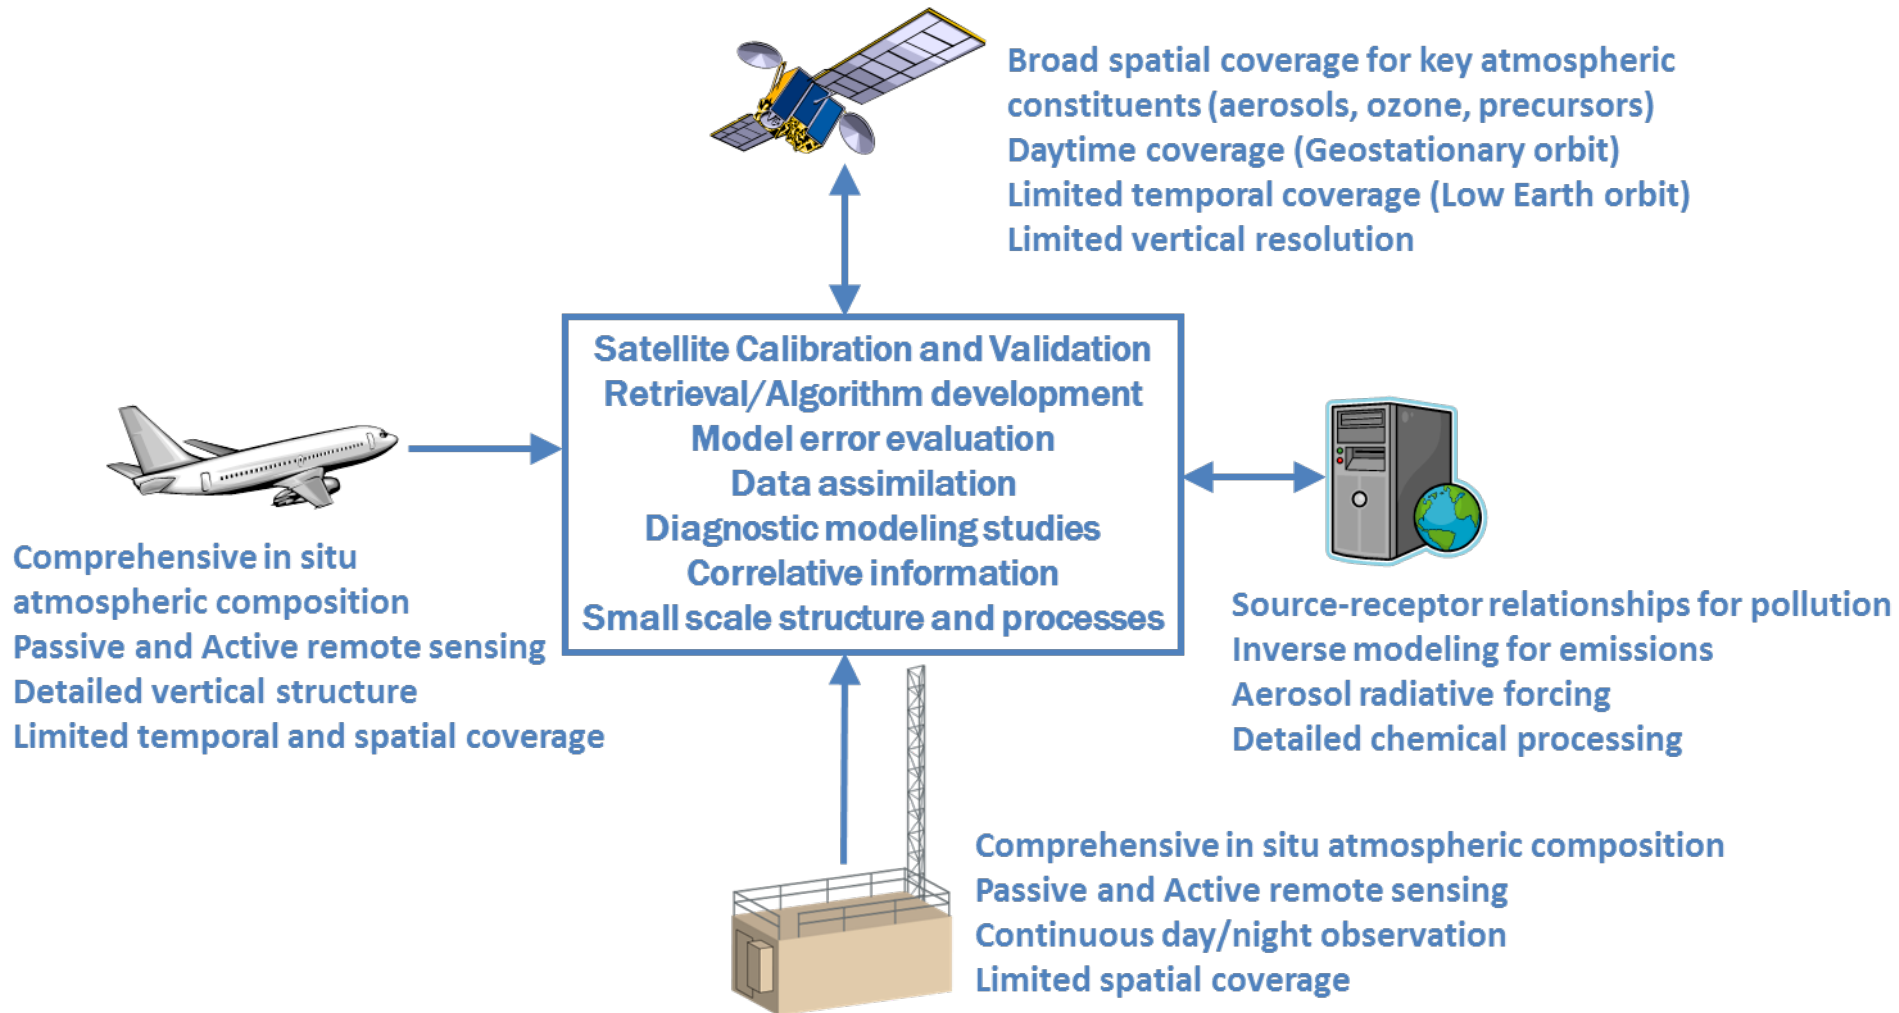 Broad spatial coverage for key atmospheric
constituents (aerosols, ozone, precursors)
Daytime coverage (Geostationary orbit)
Limited temporal coverage (Low Earth orbit)
Limited vertical resolution
Satellite Calibration and Validation
Retrieval/Algorithm development
Model error evaluation
Data assimilation
Diagnostic modeling studies
Correlative information
Small scale structure and processes
Comprehensive in situ
atmospheric composition
Passive and Active remote sensing
Detailed vertical structure
Limited temporal and spatial coverage
Source-receptor relationships for pollution
Inverse modeling for emissions
Aerosol radiative forcing
Detailed chemical processing
Comprehensive in situ atmospheric composition
Passive and Active remote sensing
Continuous day/night observation
Limited spatial coverage